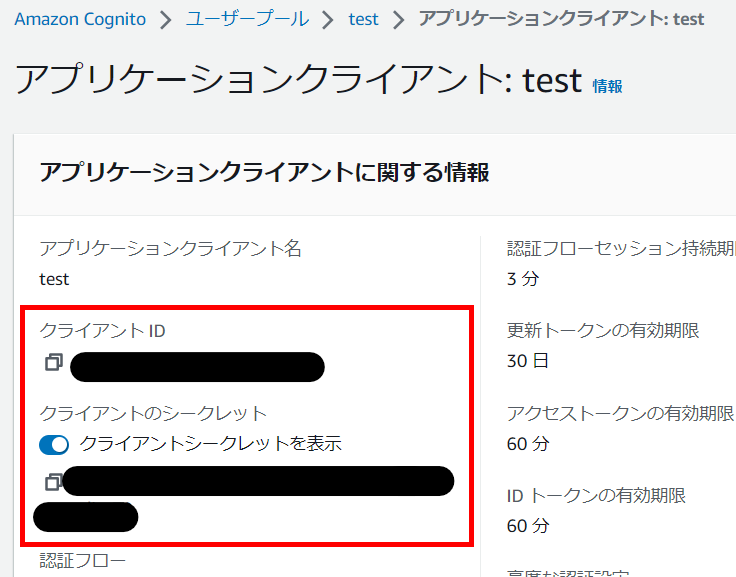 Amazon Cognito > ユーザープール > test > アプリケーションクライアント: test
アプリケーションクライアント: test 情報
アプリケーションクライアントに関する情報
アプリケーションクライアント名
test
クライアント ID
クライアントのシークレット
クライアントシークレットを表示
認証フロー
認証フローセッション持続期
3 分
更新トークンの有効期限
30 日
アクセストークンの有効期限
60 分
ID トークンの有効期限
60 分